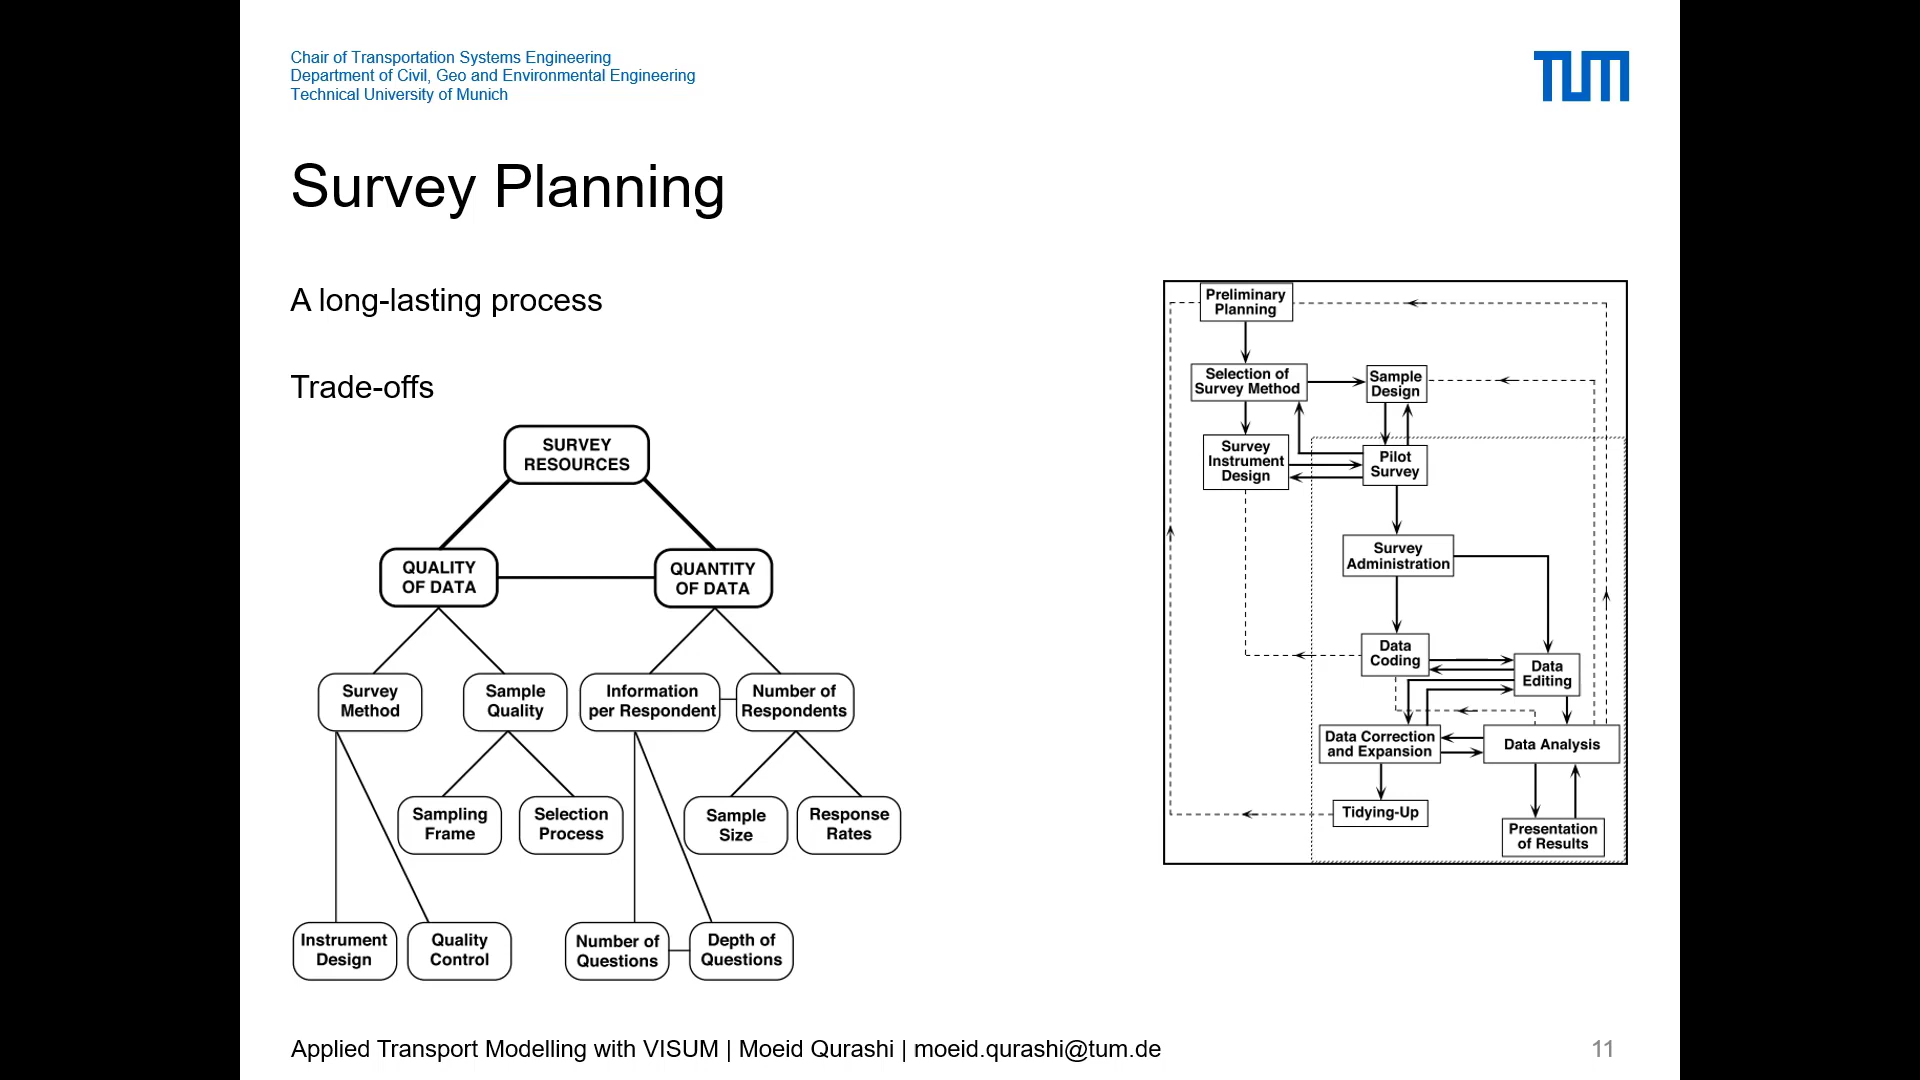 Chair of Transportation Systems Engineering
Department of Civil, Geo and Environmental Engineering
Technical University of Munich
TUM
Survey Planning
A long-lasting process
Trade-offs
SURVEY
RESOURCES
QUALITY
OF DATA
QUANTITY
OF DATA
Survey
Method
Sample
Quality
Information
per Respondent
Number of
Respondents
Sampling
Frame
Selection
Process
Sample
Size
Response
Rates
Instrument
Design
Quality
Control
Number of
Questions
Depth of
Questions
Preliminary
Planning
Selection of
Survey Method
Sample
Design
Survey
Instrument
Design
Pilot
Survey
Survey
Administration
Data
Coding
Data
Editing
Data Correction
and Expansion
Data Analysis
Tidying-Up
Presentation
of Results
Applied Transport Modelling with VISUM | Moeid Qurashi | moeid.qurashi@tum.de
11